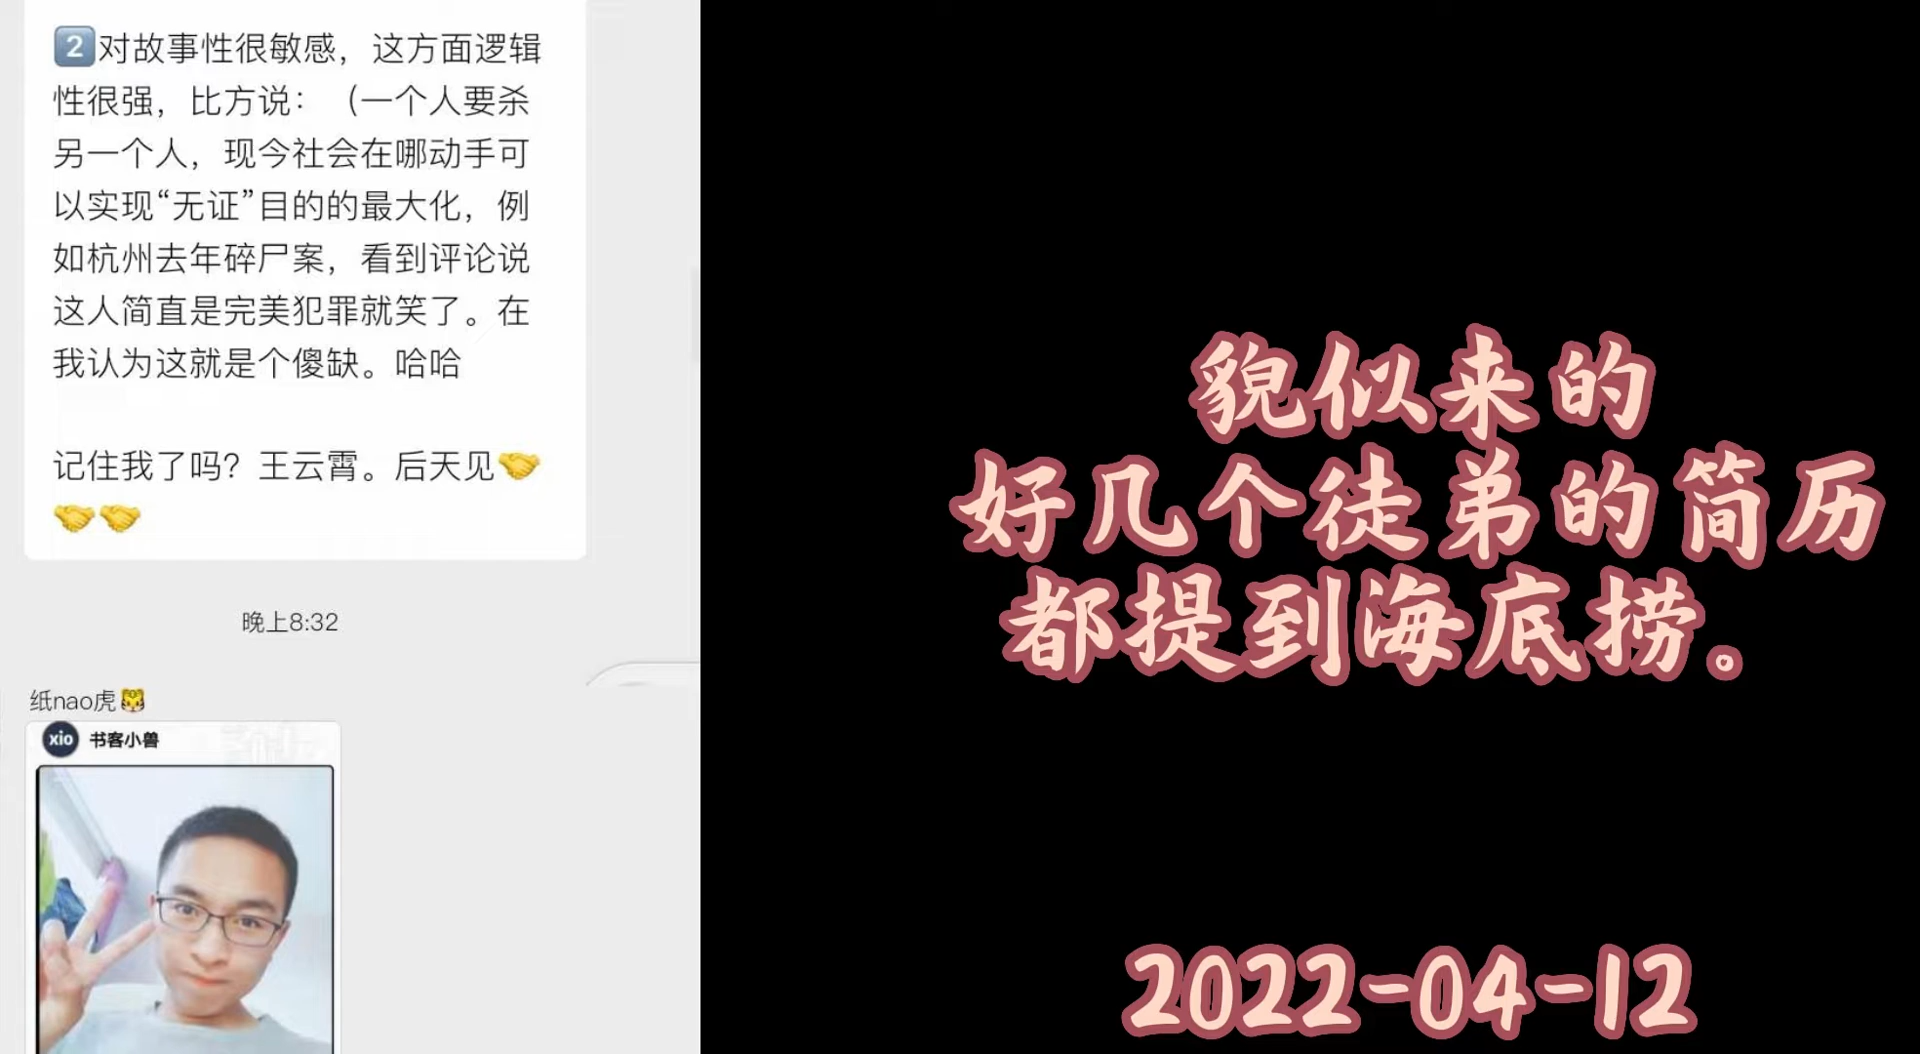 2️⃣对故事性很敏感，这方面逻辑
性很强，比方说：（一个人要杀
另一个人，现今社会在哪动手可
以实现“无证”目的的最大化，例
如杭州去年碎尸案，看到评论说
这人简直是完美犯罪就笑了。在
我认为这就是个傻缺。哈哈
记住我了吗？王云霄。后天见🤝
🤝🤝
晚上8:32
纸nao虎🐯
xio 书客小兽
貌似来的
好几个徒弟的简历
都提到海底捞。
2022-04-12